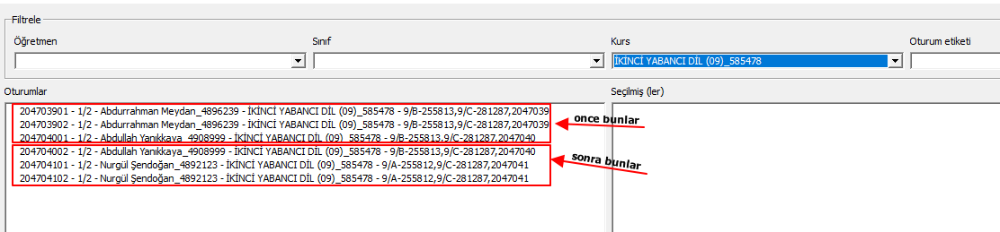 Filtrele
Öğretmen Sınıf Kurs Oturum etiketi
İKİNCİ YABANCI DİL (09)_585478
Oturumlar Seçilmiş (ler)
204703901 - 1/2 - Abdurrahman Meydan_4896239 - İKİNCİ YABANCI DİL (09)_585478 - 9/B-255813,9/C-281287,2047039
204703902 - 1/2 - Abdurrahman Meydan_4896239 - İKİNCİ YABANCI DİL (09)_585478 - 9/B-255813,9/C-281287,2047039
once bunlar
204704001 - 1/2 - Abdullah Yanıkkaya_4908999 - İKİNCİ YABANCI DİL (09)_585478 - 9/B-255813,9/C-281287,2047040
204704002 - 1/2 - Abdullah Yanıkkaya_4908999 - İKİNCİ YABANCI DİL (09)_585478 - 9/B-255813,9/C-281287,2047040
sonra bunlar
204704101 - 1/2 - Nurgül Şendoğan_4892123 - İKİNCİ YABANCI DİL (09)_585478 - 9/A-255812,9/C-281287,2047041
204704102 - 1/2 - Nurgül Şendoğan_4892123 - İKİNCİ YABANCI DİL (09)_585478 - 9/A-255812,9/C-281287,2047041